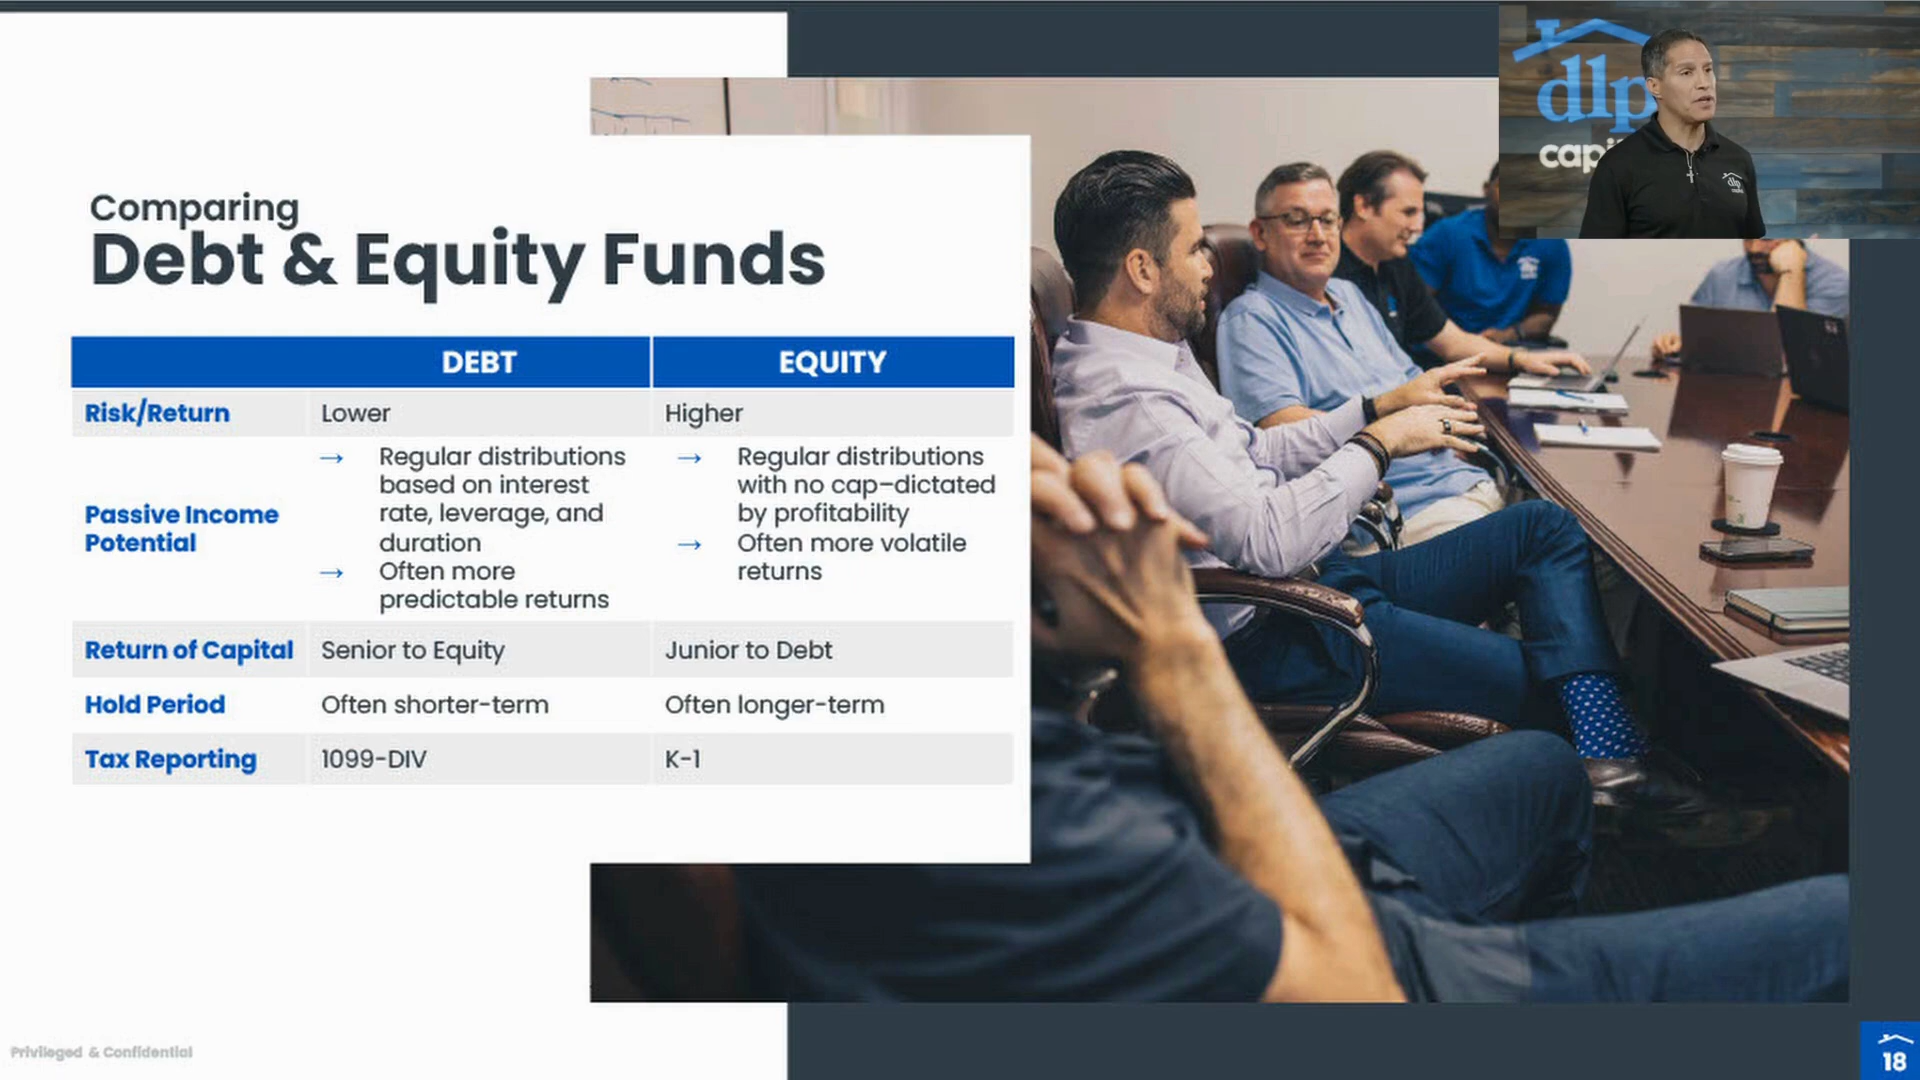 Comparing
Debt & Equity Funds
DEBT EQUITY
Risk/Return Lower Higher
Passive Income
Potential
→ Regular distributions
based on interest
rate, leverage, and
duration
→ Often more
predictable returns
→ Regular distributions
with no cap–dictated
by profitability
→ Often more volatile
returns
Return of Capital Senior to Equity Junior to Debt
Hold Period Often shorter-term Often longer-term
Tax Reporting 1099-DIV K-1
Privileged & Confidential
18
dlp
capi
dlp